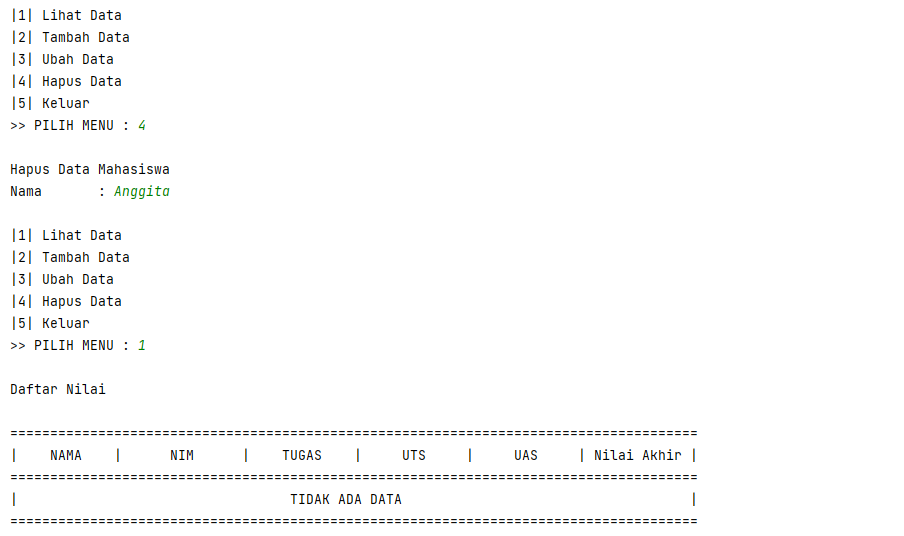 |1| Lihat Data
|2| Tambah Data
|3| Ubah Data
|4| Hapus Data
|5| Keluar
>> PILIH MENU : 4
Hapus Data Mahasiswa
Nama       : Anggita
|1| Lihat Data
|2| Tambah Data
|3| Ubah Data
|4| Hapus Data
|5| Keluar
>> PILIH MENU : 1
Daftar Nilai
======================================================================================
|    NAMA    |      NIM      |    TUGAS    |     UTS     |     UAS     | Nilai Akhir |
======================================================================================
|                                  TIDAK ADA DATA                                    |
======================================================================================